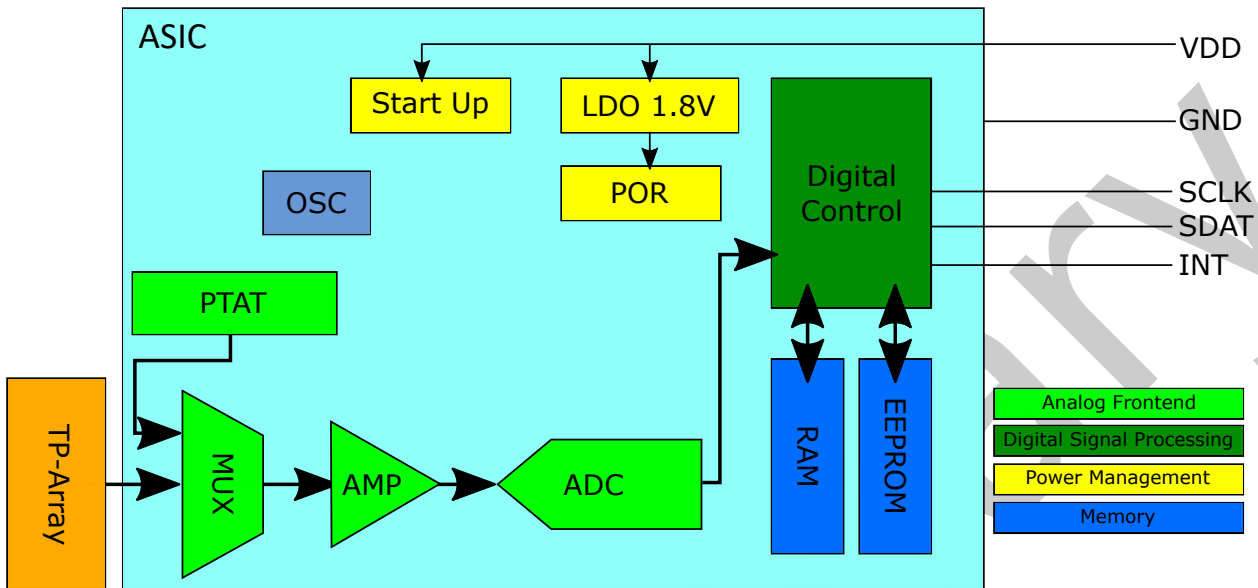 ASIC
VDD
Start Up
LDO 1.8V
GND
POR
OSC
Digital
Control
SCLK
SDAT
INT
PTAT
TP-Array
MUX
AMP
ADC
RAM
EEPROM
Analog Frontend
Digital Signal Processing
Power Management
Memory
ary